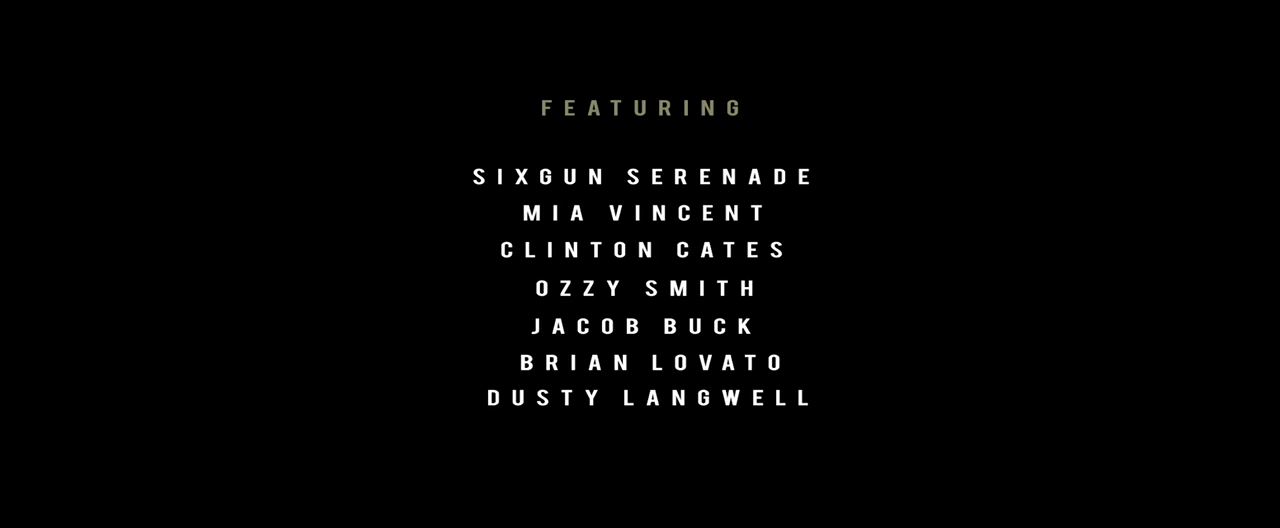 FEATURING
SIXGUN SERENADE
MIA VINCENT
CLINTON CATES
OZZY SMITH
JACOB BUCK
BRIAN LOVATO
DUSTY LANGWELL